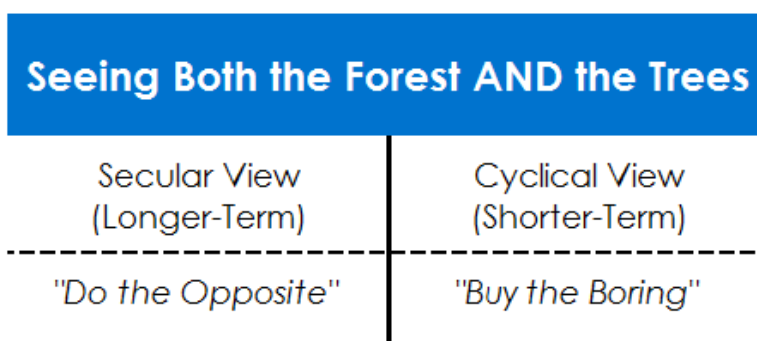 Seeing Both the Forest AND the Trees
Secular View
(Longer-Term)
Cyclical View
(Shorter-Term)
"Do the Opposite"
"Buy the Boring"